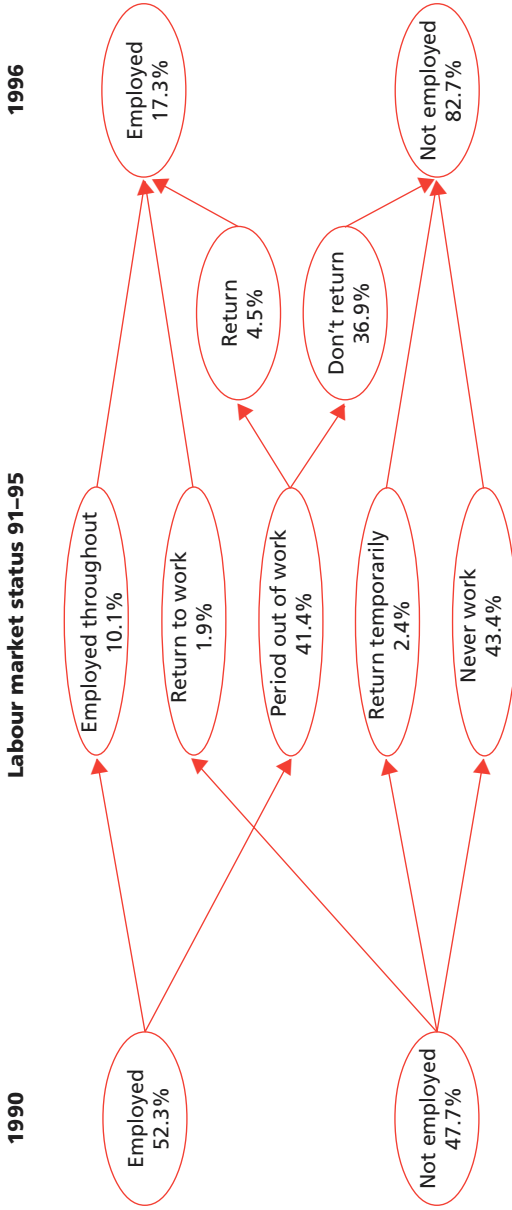 1990
Labour market status 91–95
1996
Employed
52.3%
Not employed
47.7%
Employed throughout
10.1%
Return to work
1.9%
Period out of work
41.4%
Return temporarily
2.4%
Never work
43.4%
Return
4.5%
Don't return
36.9%
Employed
17.3%
Not employed
82.7%